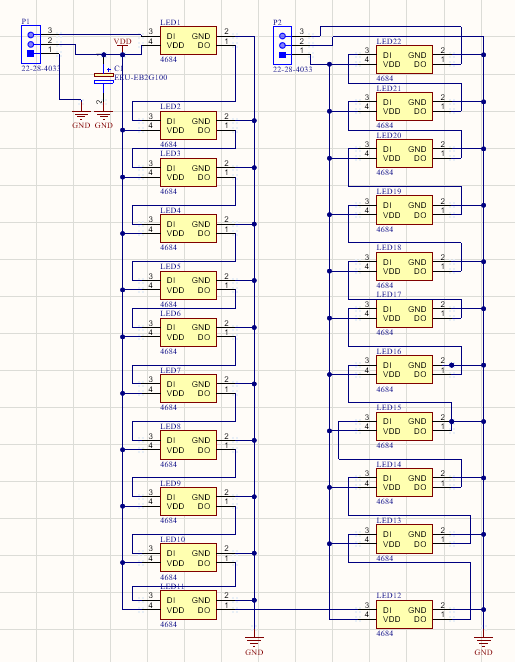 P1
3
2
1
22-28-4033
VDD
C1
EEU-EB2G100
2
GND GND
LED1
3 DI GND 2
4 VDD DO 1
4684
LED2
3 DI GND 2
4 VDD DO 1
4684
LED3
3 DI GND 2
4 VDD DO 1
4684
LED4
3 DI GND 2
4 VDD DO 1
4684
LED5
3 DI GND 2
4 VDD DO 1
4684
LED6
3 DI GND 2
4 VDD DO 1
4684
LED7
3 DI GND 2
4 VDD DO 1
4684
LED8
3 DI GND 2
4 VDD DO 1
4684
LED9
3 DI GND 2
4 VDD DO 1
4684
LED10
3 DI GND 2
4 VDD DO 1
4684
LED11
3 DI GND 2
4 VDD DO 1
4684
GND
P2
3
2
1
22-28-4033
LED22
3 DI GND 2
4 VDD DO 1
4684
LED21
3 DI GND 2
4 VDD DO 1
4684
LED20
3 DI GND 2
4 VDD DO 1
4684
LED19
3 DI GND 2
4 VDD DO 1
4684
LED18
3 DI GND 2
4 VDD DO 1
4684
LED17
3 DI GND 2
4 VDD DO 1
4684
LED16
3 DI GND 2
4 VDD DO 1
4684
LED15
3 DI GND 2
4 VDD DO 1
4684
LED14
3 DI GND 2
4 VDD DO 1
4684
LED13
3 DI GND 2
4 VDD DO 1
4684
LED12
3 DI GND 2
4 VDD DO 1
4684
GND